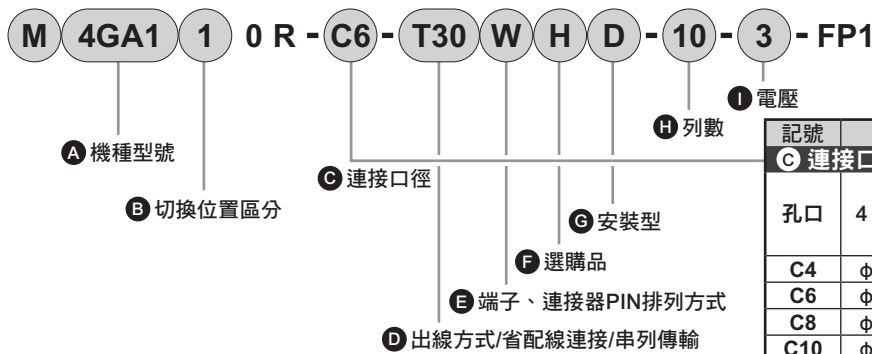 M 4GA1 1 0 R - C6 - T30 W H D - 10 - 3 - FP1
I 電壓
H 列數
A 機種型號
C 連接口徑
B 切換位置區分
G 安裝型
F 選購品
E 端子、連接器PIN排列方式
D 出線方式/省配線連接/串列傳輸
記號
C 連接口
孔口 4
C4 φ
C6 φ
C8 φ
C10 φ